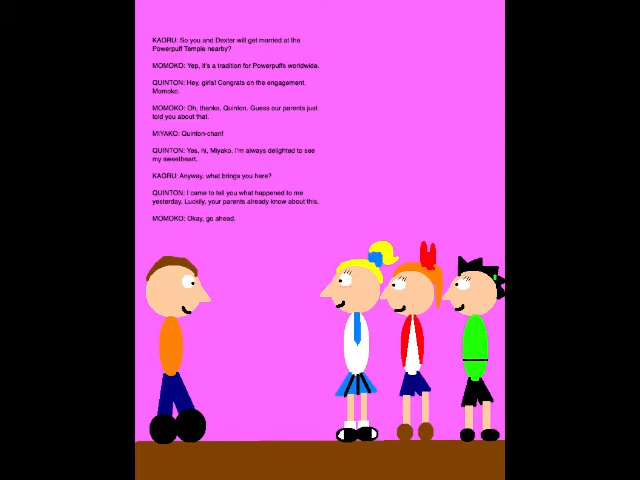 KAORU: So you and Dexter will get married at the
Powerpuff Temple nearby?
MOMOKO: Yep, it's a tradition for Powerpuffs worldwide.
QUINTON: Hey, girls! Congrats on the engagement,
Momoko.
MOMOKO: Oh, thanks, Quinton. Guess our parents just
told you about that.
MIYAKO: Quinton-chan!
QUINTON: Yes, hi, Miyako. I'm always delighted to see
my sweetheart.
KAORU: Anyway, what brings you here?
QUINTON: I came to tell you what happened to me
yesterday. Luckily, your parents already know about this.
MOMOKO: Okay, go ahead.